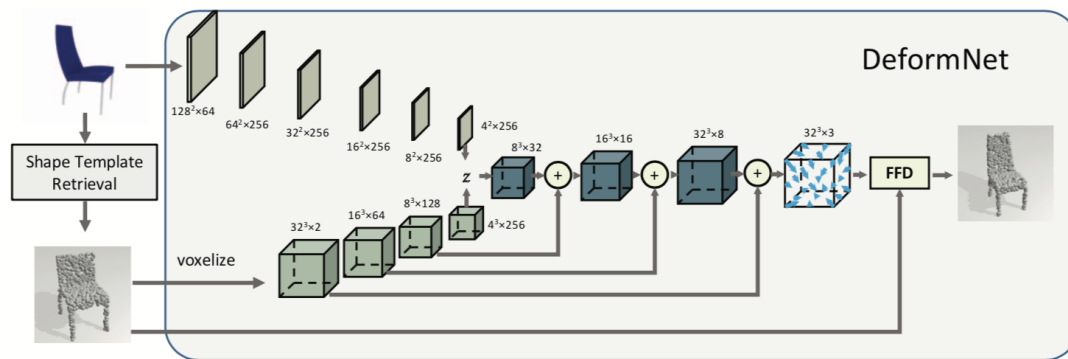 DeformNet
128²×64
64²×256
32²×256
16²×256
8²×256
4²×256
Shape Template
Retrieval
z
8³×32
16³×16
32³×8
32³×3
FFD
32³×2
16³×64
8³×128
4³×256
+
+
+
voxelize